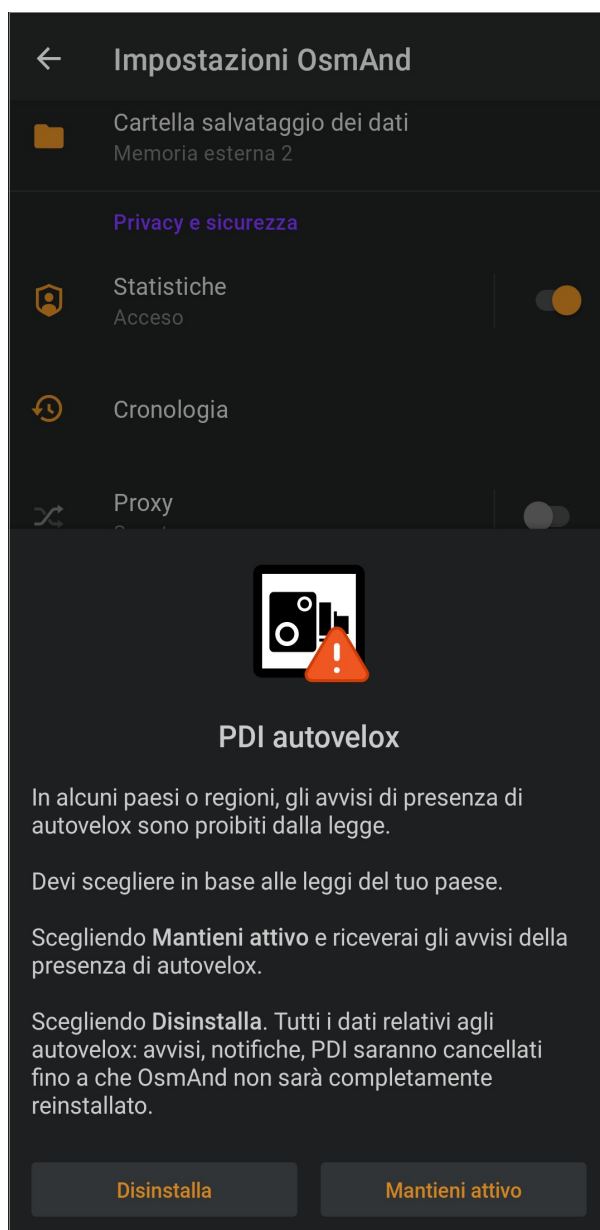 Impostazioni OsmAnd
Cartella salvataggio dei dati
Memoria esterna 2
Privacy e sicurezza
Statistiche
Acceso
Cronologia
Proxy
PDI autovelox
In alcuni paesi o regioni, gli avvisi di presenza di
autovelox sono proibiti dalla legge.
Devi scegliere in base alle leggi del tuo paese.
Scegliendo Mantieni attivo e riceverai gli avvisi della
presenza di autovelox.
Scegliendo Disinstalla. Tutti i dati relativi agli
autovelox: avvisi, notifiche, PDI saranno cancellati
fino a che OsmAnd non sarà completamente
reinstallato.
Disinstalla
Mantieni attivo